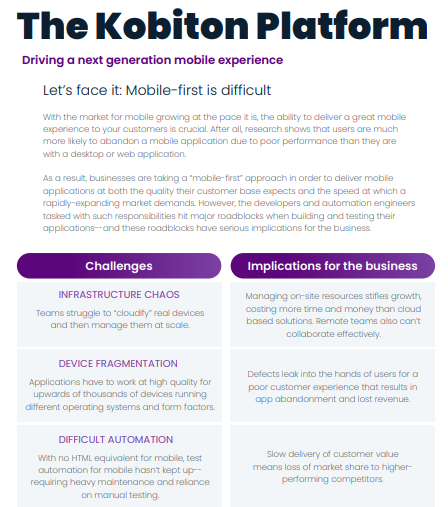 The Kobiton Platform
Driving a next generation mobile experience
Let's face it: Mobile-first is difficult
With the market for mobile growing at the pace it is, the ability to deliver a great mobile
experience to your customers is crucial. After all, research shows that users are much
more likely to abandon a mobile application due to poor performance than they are
with a desktop or web application.
As a result, businesses are taking a “mobile-first” approach in order to deliver mobile
applications at both the quality their customer base expects and the speed at which a
rapidly-expanding market demands. However, the developers and automation engineers
tasked with such responsibilities hit major roadblocks when building and testing their
applications--and these roadblocks have serious implications for the business.
Challenges
Implications for the business
INFRASTRUCTURE CHAOS
Teams struggle to “cloudify” real devices
and then manage them at scale.
Managing on-site resources stifles growth,
costing more time and money than cloud
based solutions. Remote teams also can't
collaborate effectively.
DEVICE FRAGMENTATION
Applications have to work at high quality for
upwards of thousands of devices running
different operating systems and form factors.
Defects leak into the hands of users for a
poor customer experience that results in
app abandonment and lost revenue.
DIFFICULT AUTOMATION
With no HTML equivalent for mobile, test
automation for mobile hasn't kept up--
requiring heavy maintenance and reliance
on manual testing.
Slow delivery of customer value
means loss of market share to higher-
performing competitors.